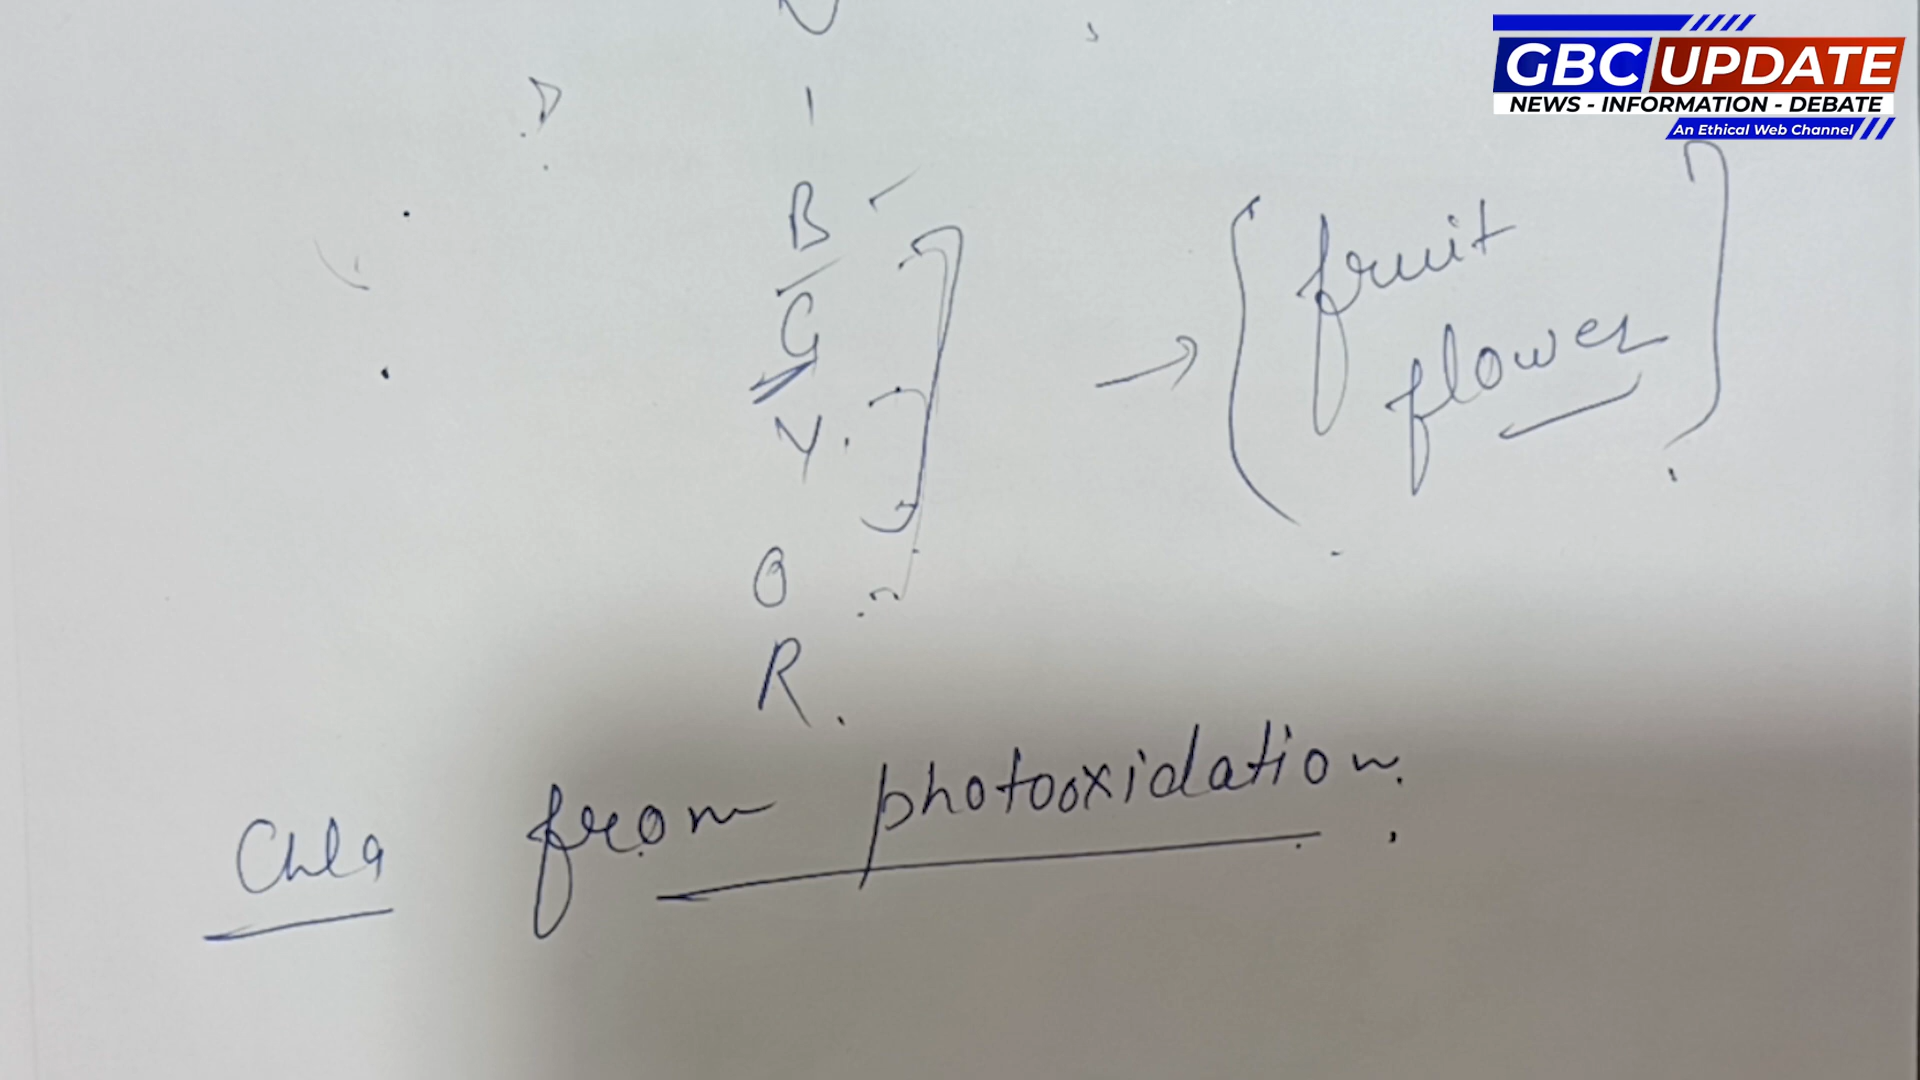 GBC UPDATE
NEWS - INFORMATION - DEBATE
An Ethical Web Channel
V
I
B
G
Y.
O
R.
fruit
flower
Chla from photooxidation.